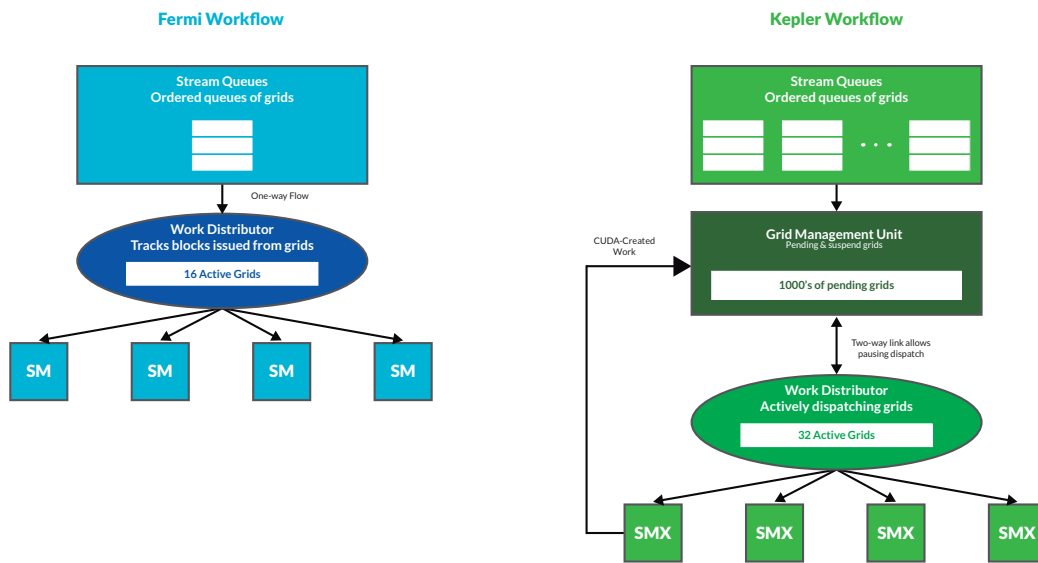 Fermi Workflow
Stream Queues
Ordered queues of grids
One-way Flow
Work Distributor
Tracks blocks issued from grids
16 Active Grids
SM
SM
SM
SM
Kepler Workflow
Stream Queues
Ordered queues of grids
• • •
Grid Management Unit
Pending & suspend grids
1000's of pending grids
CUDA-Created
Work
Two-way link allows
pausing dispatch
Work Distributor
Actively dispatching grids
32 Active Grids
SMX
SMX
SMX
SMX